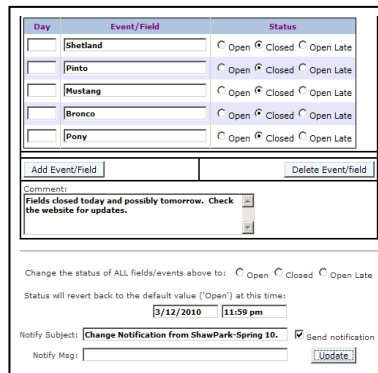 Day Event/Field Status
Shetland Open Closed Open Late
Pinto Open Closed Open Late
Mustang Open Closed Open Late
Bronco Open Closed Open Late
Pony Open Closed Open Late
Add Event/Field Delete Event/field
Comment:
Fields closed today and possibly tomorrow. Check
the website for updates.
Change the status of ALL fields/events above to: Open Closed Open Late
Status will revert back to the default value ('Open') at this time:
3/12/2010 11:59 pm
Notify Subject: Change Notification from ShawPark-Spring 10. Send notification
Notify Msg: Update